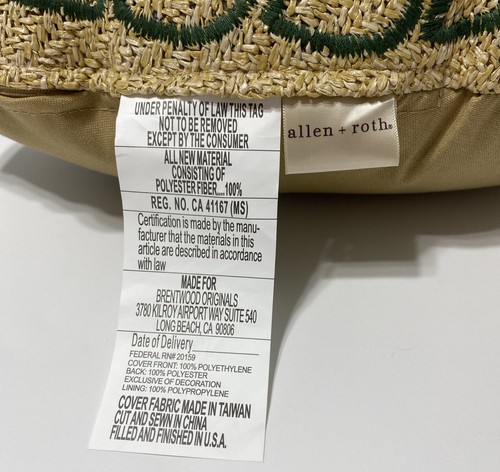 UNDER PENALTY OF LAW THIS TAG
NOT TO BE REMOVED
EXCEPT BY THE CONSUMER
ALL NEW MATERIAL
CONSISTING OF
POLYESTER FIBER....100%
REG. NO. CA 41167 (MS)
Certification is made by the manu-
facturer that the materials in this
article are described in accordance
with law
MADE FOR
BRENTWOOD ORIGINALS
3780 KILROY AIRPORT WAY SUITE 540
LONG BEACH, CA 90806
Date of Delivery
FEDERAL RN# 20159
COVER FRONT: 100% POLYETHYLENE
BACK: 100% POLYESTER
EXCLUSIVE OF DECORATION
LINING: 100% POLYPROPYLENE
COVER FABRIC MADE IN TAIWAN
CUT AND SEWN IN CHINA
FILLED AND FINISHED IN U.S.A.
allen + roth®